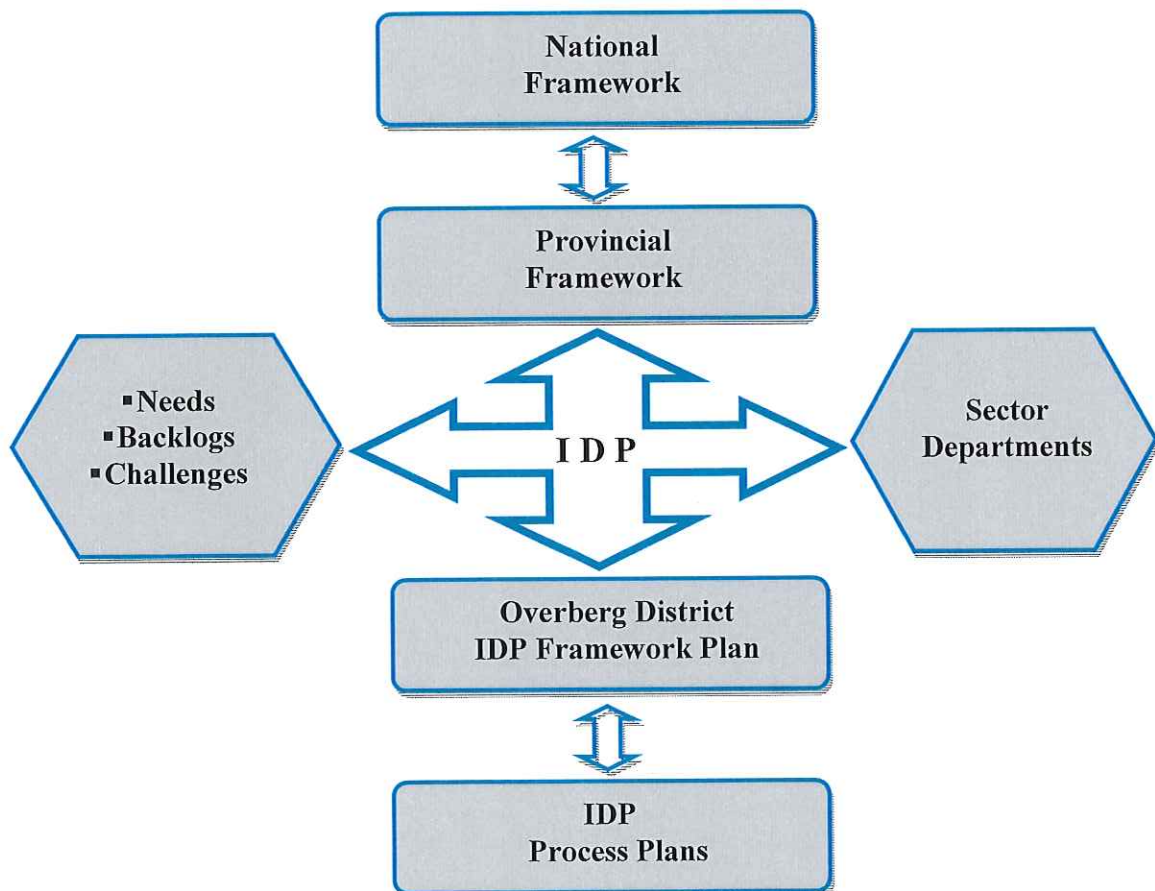 National
Framework
Provincial
Framework
▪Needs
▪Backlogs
▪Challenges
I D P
Sector
Departments
Overberg District
IDP Framework Plan
IDP
Process Plans